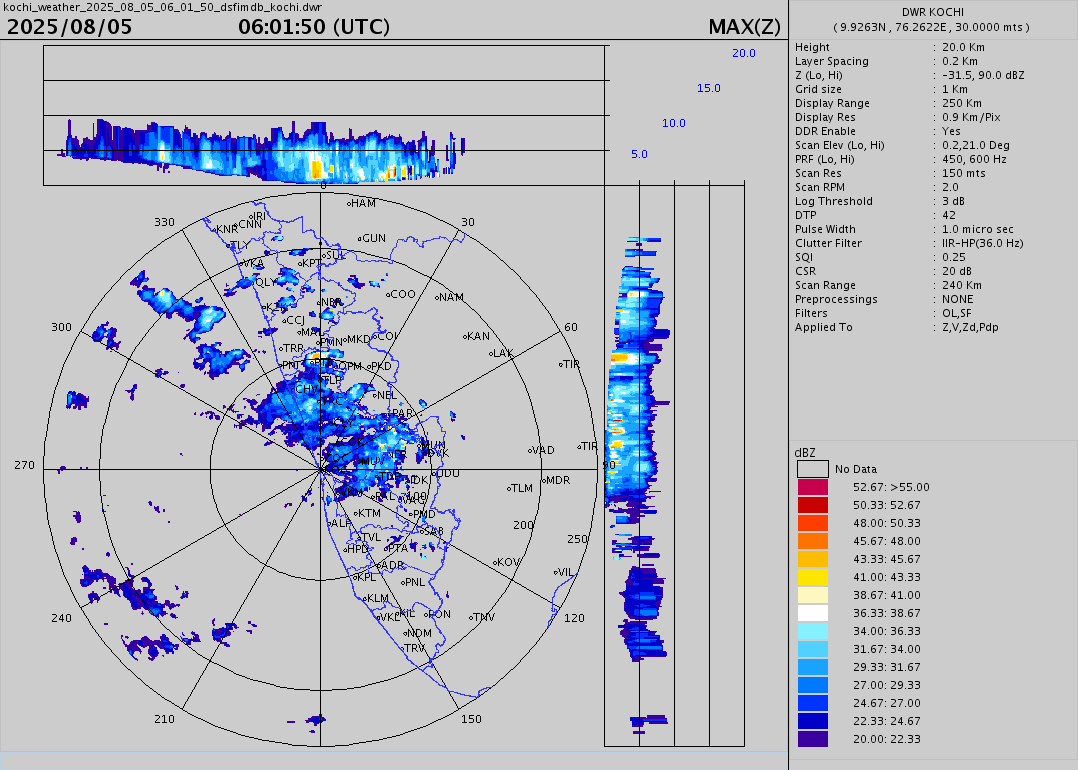 kochi_weather_2025_08_05_06_01_50_dsfimdb_kochi.dwr
2025/08/05 06:01:50 (UTC) MAX(Z)
20.0
15.0
10.0
5.0
0
30
60
90
120
150
210
240
270
300
330
100
200
250
HAM
IRI
CNN
KNR
TLY
GUN
SUL
VKA
KPT
QLY
COO
NAM
CCJ
KAN
MKD
COI
LAK
TRR
TIR
PKD
NEL
PAR
MUN
DVK
VAD
TIR
UDU
MDR
TLM
KTM
PMD
ALP
SAB
TVL
HPD
PTA
ADR
KOV
VIL
KPL
PNL
KLM
VKL
KIL
PON
TNV
NDM
TRV
DWR KOCHI
( 9.9263N , 76.2622E , 30.0000 mts )
Height : 20.0 Km
Layer Spacing : 0.2 Km
Z (Lo, Hi) : -31.5, 90.0 dBZ
Grid size : 1 Km
Display Range : 250 Km
Display Res : 0.9 Km/Pix
DDR Enable : Yes
Scan Elev (Lo, Hi) : 0.2,21.0 Deg
PRF (Lo, Hi) : 450, 600 Hz
Scan Res : 150 mts
Scan RPM : 2.0
Log Threshold : 3 dB
DTP : 42
Pulse Width : 1.0 micro sec
Clutter Filter : IIR-HP(36.0 Hz)
SQI : 0.25
CSR : 20 dB
Scan Range : 240 Km
Preprocessings : NONE
Filters : OL,SF
Applied To : Z,V,Zd,Pdp
dBZ
No Data
52.67: >55.00
50.33: 52.67
48.00: 50.33
45.67: 48.00
43.33: 45.67
41.00: 43.33
38.67: 41.00
36.33: 38.67
34.00: 36.33
31.67: 34.00
29.33: 31.67
27.00: 29.33
24.67: 27.00
22.33: 24.67
20.00: 22.33